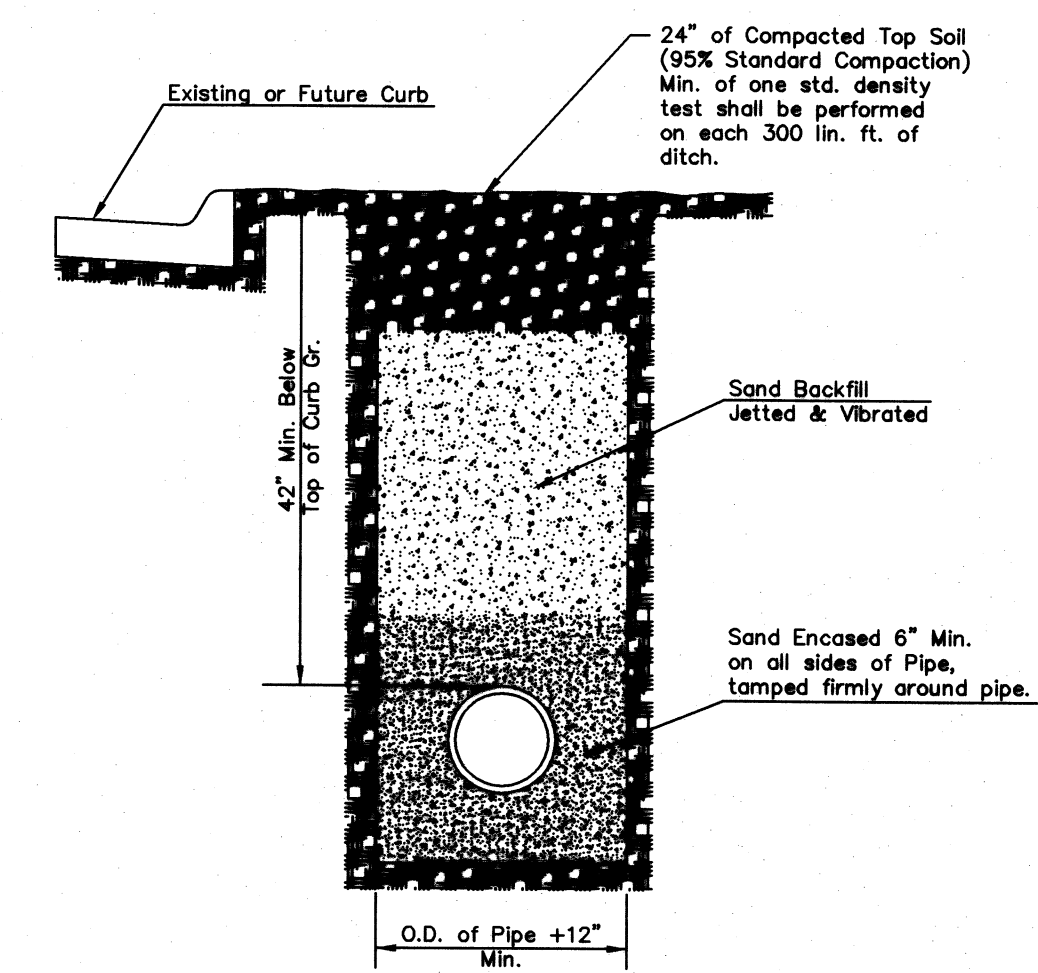 24" of Compacted Top Soil
(95% Standard Compaction)
Min. of one std. density
test shall be performed
on each 300 lin. ft. of
ditch.
Existing or Future Curb
42" Min. Below
Top of Curb Gr.
Sand Backfill
Jetted & Vibrated
Sand Encased 6" Min.
on all sides of Pipe,
tamped firmly around pipe.
O.D. of Pipe +12"
Min.